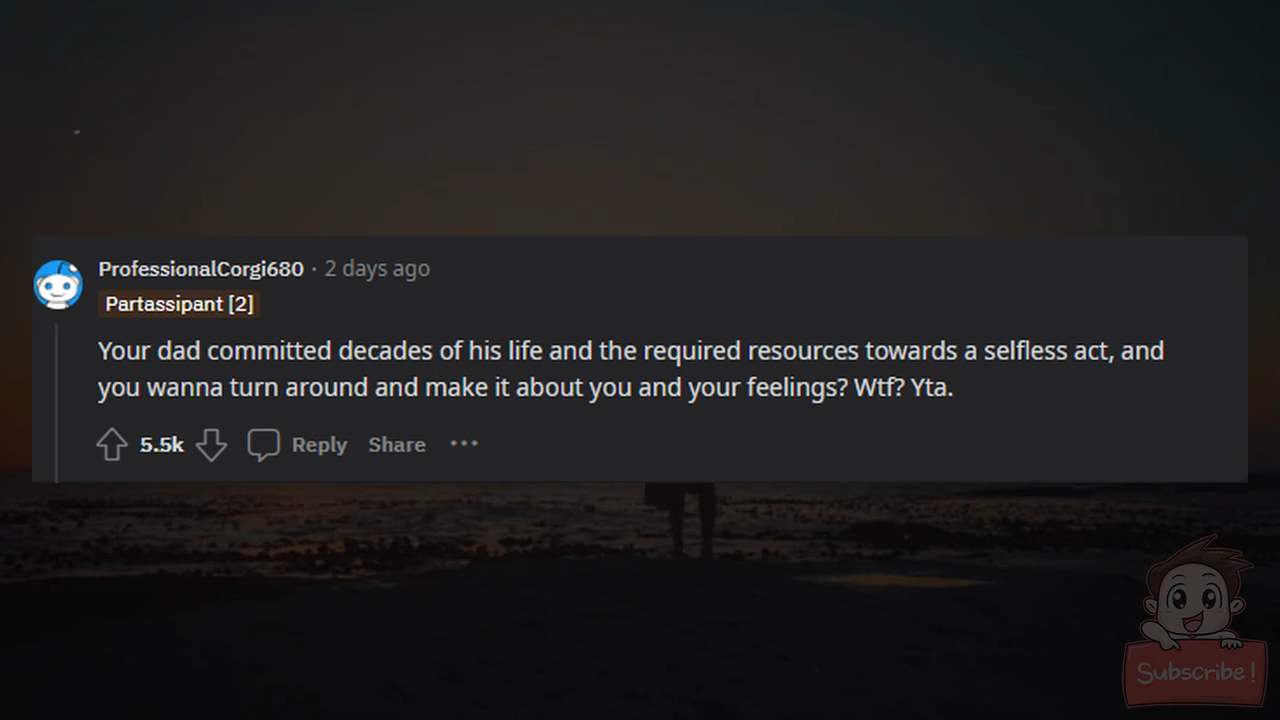 ProfessionalCorgi680 · 2 days ago
Partassipant [2]
Your dad committed decades of his life and the required resources towards a selfless act, and
you wanna turn around and make it about you and your feelings? Wtf? Yta.
5.5k Reply Share •••
Subscribe!